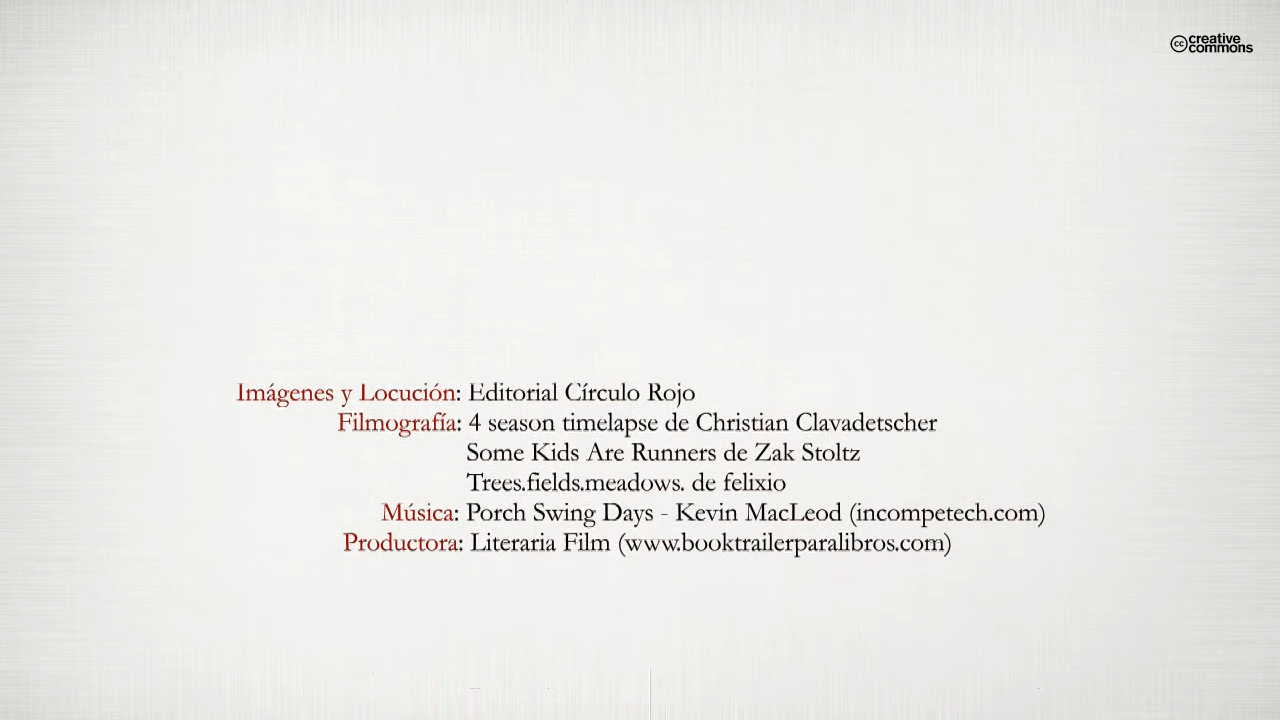 cc creative
commons
Imágenes y Locución: Editorial Círculo Rojo
Filmografía: 4 season timelapse de Christian Clavadetscher
Some Kids Are Runners de Zak Stoltz
Trees.fields.meadows. de felixio
Música: Porch Swing Days - Kevin MacLeod (incompetech.com)
Productora: Literaria Film (www.booktrailerparalibros.com)